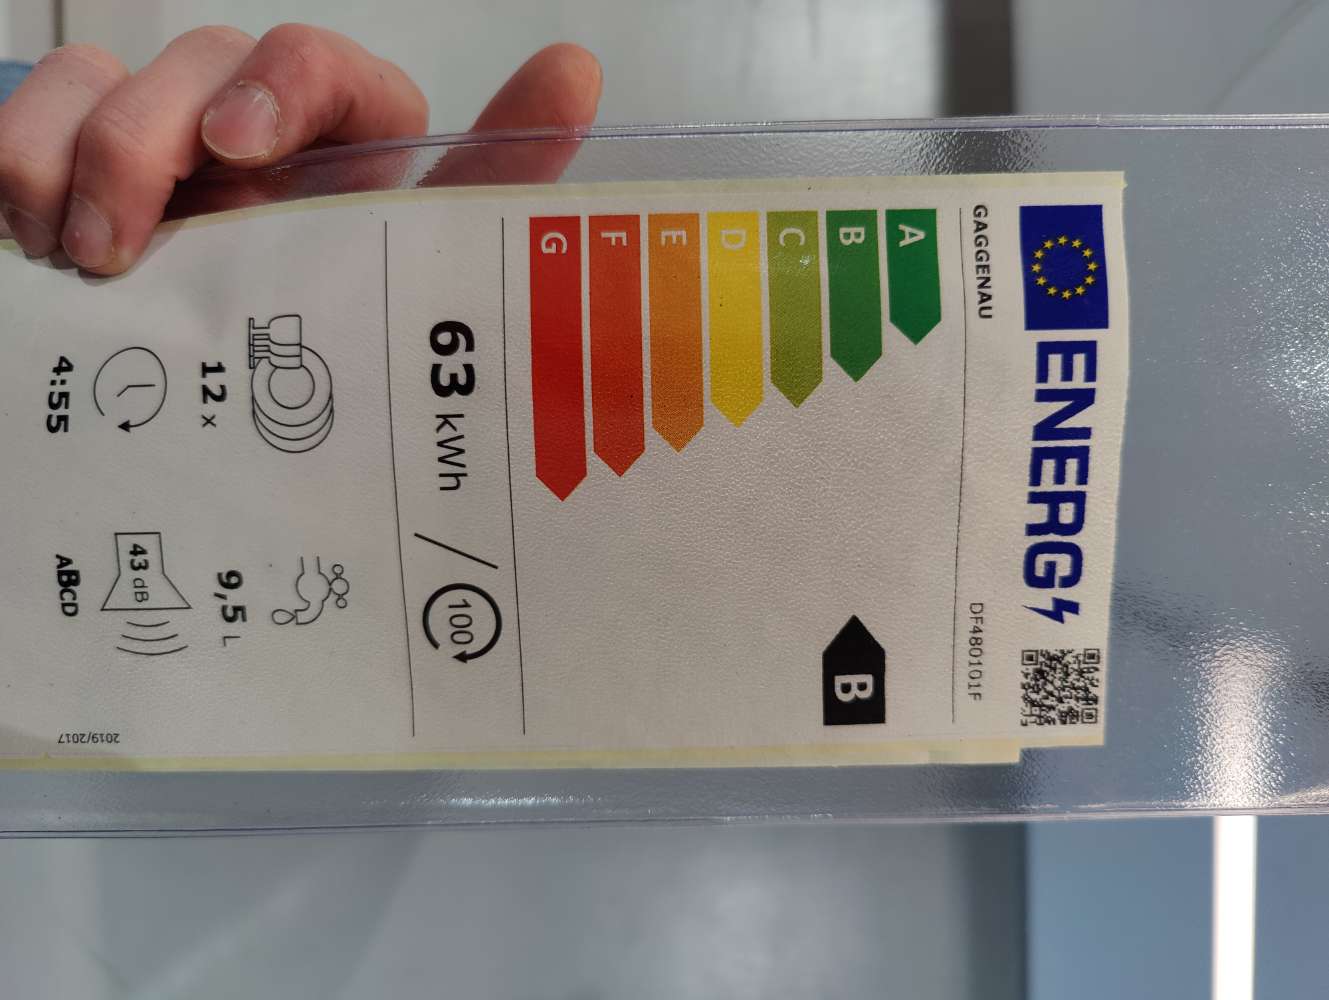 ENERG
GAGGENAU
DF480101F
A
B
C
D
E
F
G
B
63 kWh / 100
12 x
9,5 L
4:55
43 dB
ABCD
2019/2017